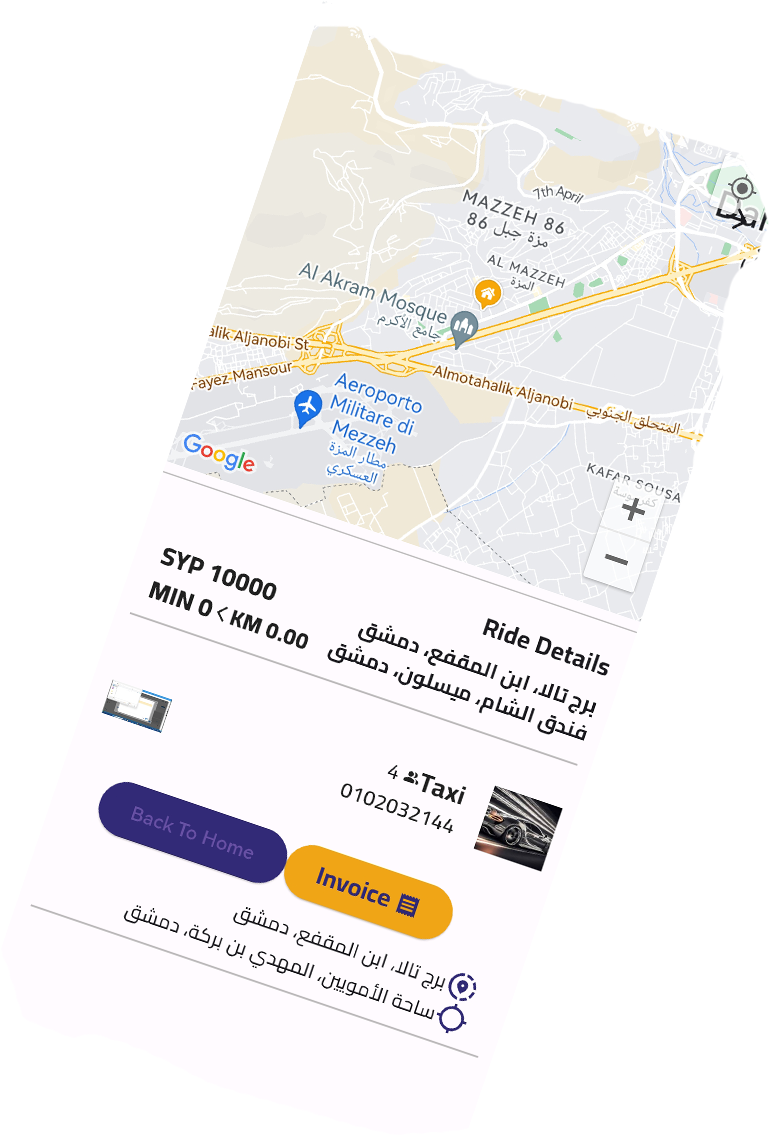 7th April
MAZZEH 86
مزة جبل 86
AL MAZZEH
المزة
Al Akram Mosque
جامع الأكرم
alik Aljanobi St
Fayez Mansour
Almotahalik Aljanobi
المتحلق الجنوبي
Aeroporto
Militare di
Mezzeh
مطار المزة
العسكري
Google
KAFAR SOUSA
+
−
SYP 10000
MIN 0 < KM 0.00
Ride Details
برج تالا، ابن المقفع، دمشق
فندق الشام، ميسلون، دمشق
Taxi 4
0102032144
Back To Home
Invoice
برج تالا، ابن المقفع، دمشق
ساحة الأمويين، المهدي بن بركة، دمشق